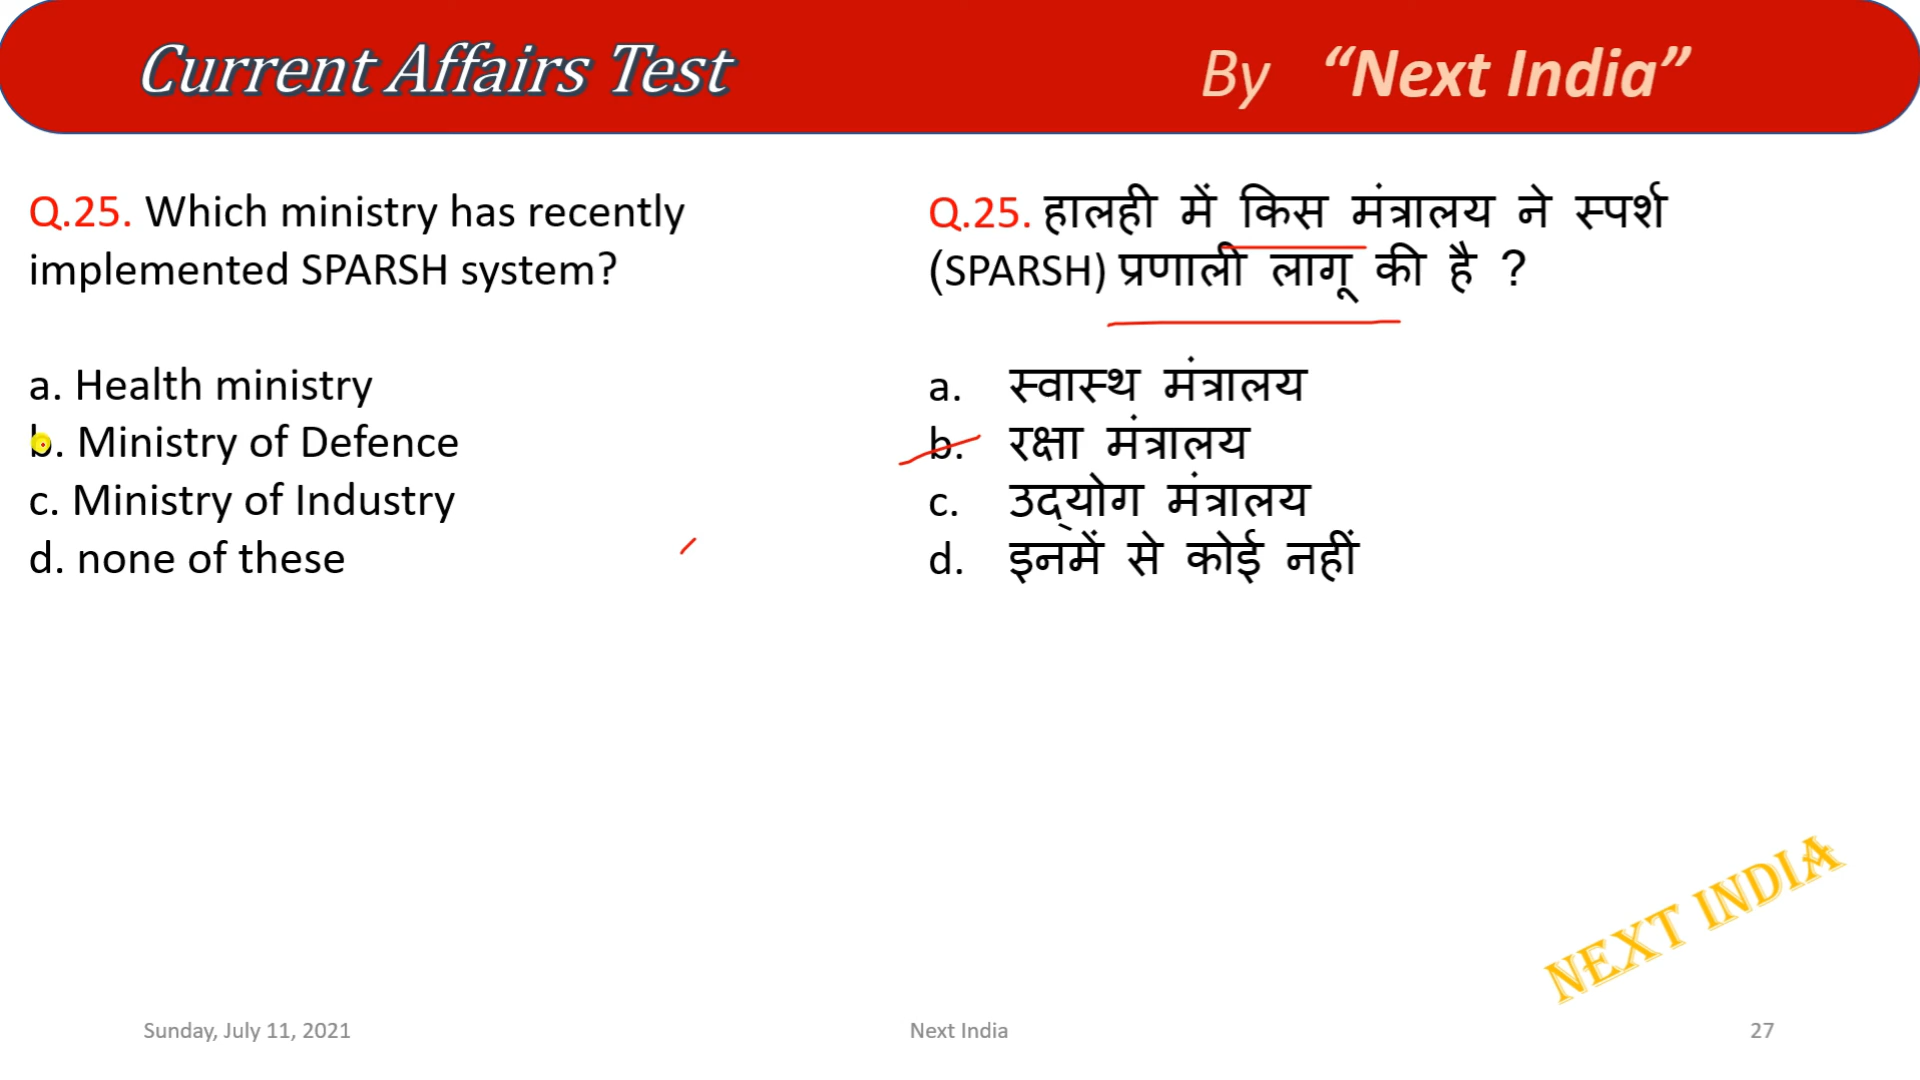 Current Affairs Test
By “Next India”
Q.25. Which ministry has recently
implemented SPARSH system?
a. Health ministry
b. Ministry of Defence
c. Ministry of Industry
d. none of these
Q.25. हालही में किस मंत्रालय ने स्पर्श
(SPARSH) प्रणाली लागू की है ?
a. स्वास्थ मंत्रालय
b. रक्षा मंत्रालय
c. उद्‌योग मंत्रालय
d. इनमें से कोई नहीं
NEXT INDIA
Sunday, July 11, 2021
Next India
27